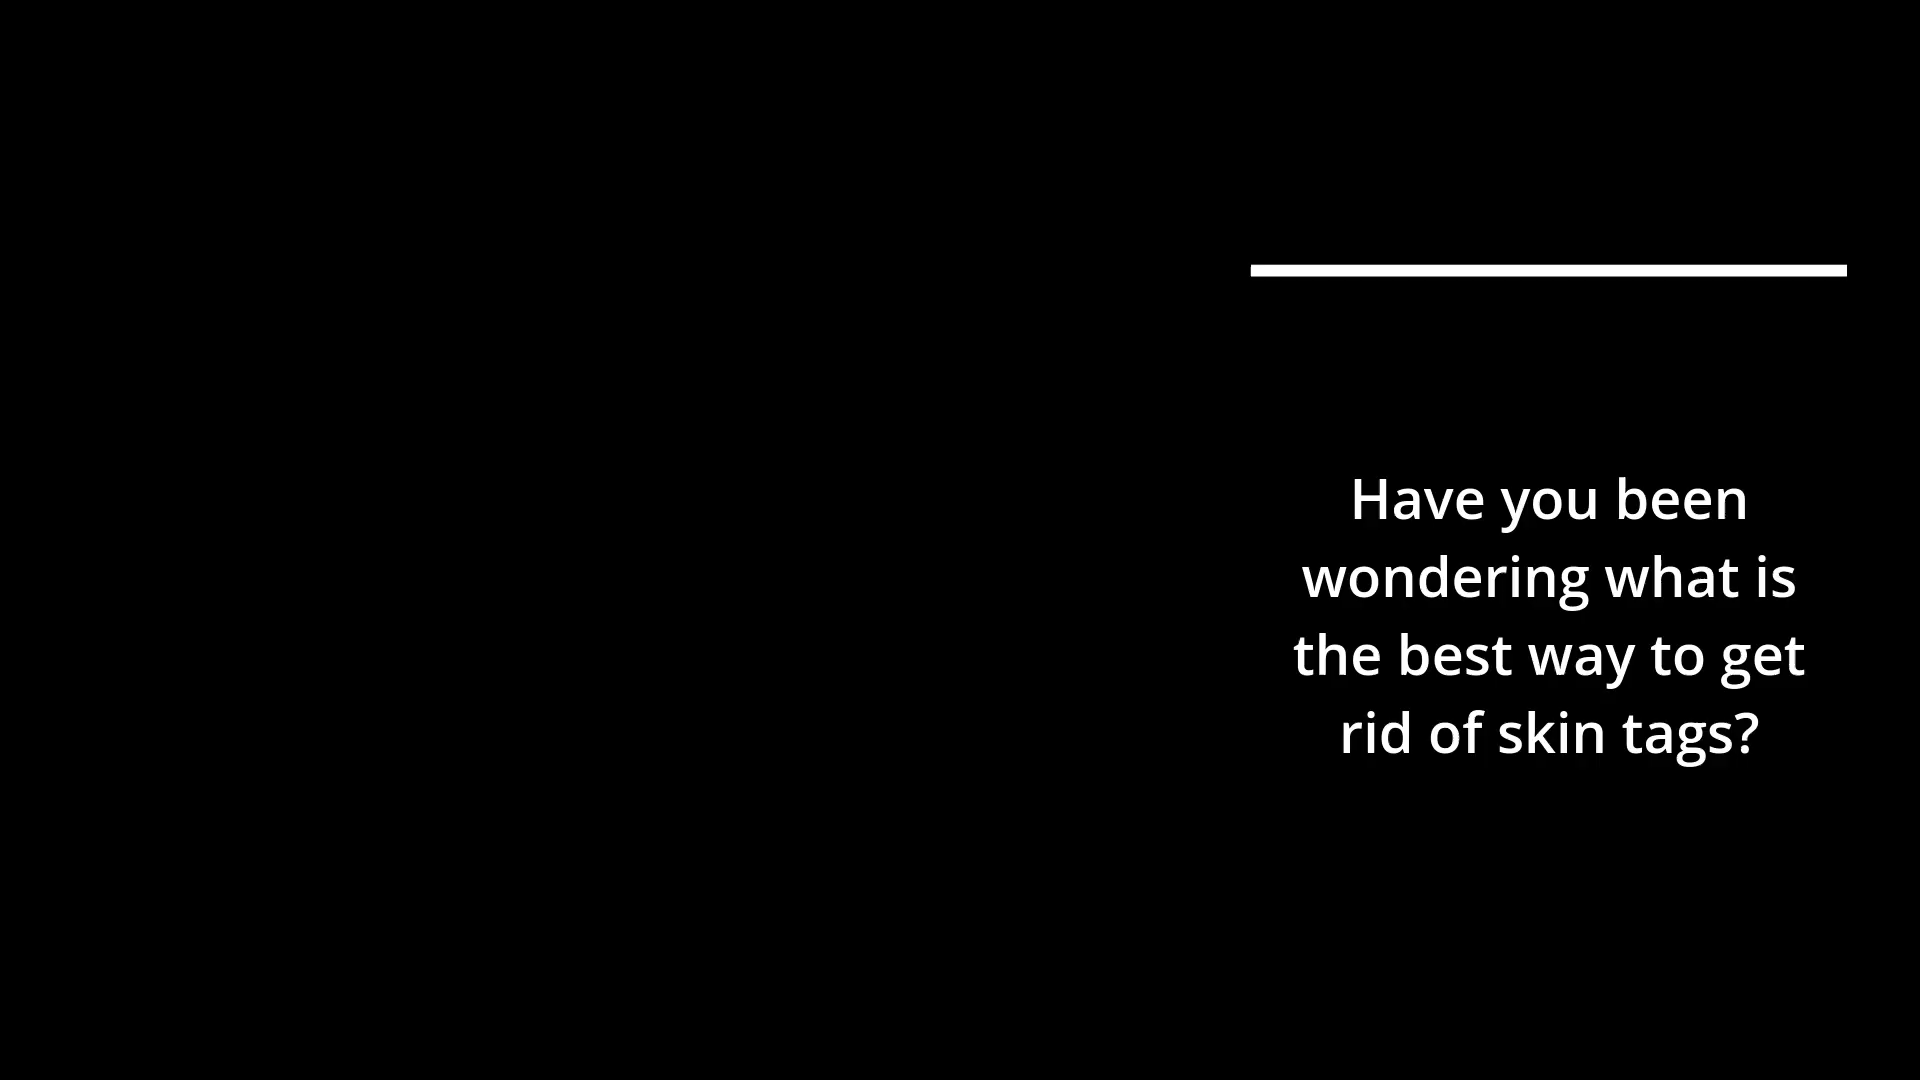 Have you been
wondering what is
the best way to get
rid of skin tags?